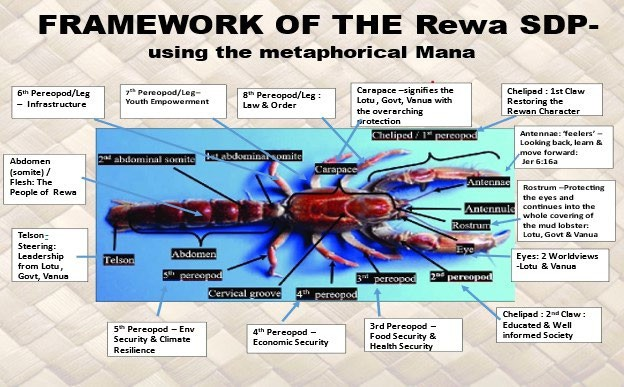 FRAMEWORK OF THE Rewa SDP-
using the metaphorical Mana
6th Pereopod/Leg
– Infrastructure
7th Pereopod/Leg–
Youth Empowerment
8th Pereopod/Leg :
Law & Order
Carapace –signifies the
Lotu , Govt, Vanua with
the overarching
protection
Chelipad : 1st Claw
Restoring the
Rewan Character
Antennae: ‘feelers’ –
Looking back, learn &
move forward:
Jer 6:16a
Abdomen
(somite) /
Flesh: The
People of Rewa
Rostrum –Protecting
the eyes and
continues into the
whole covering of
the mud lobster:
Lotu, Govt & Vanua
Telson -
Steering:
Leadership
from Lotu ,
Govt, Vanua
Eyes: 2 Worldviews
-Lotu & Vanua
Cheliped / 1st pereopod
2nd abdominal somite
1st abdominal somite
Carapace
Antennae
Antennule
Rostrum
Eye
Telson
Abdomen
5th pereopod
Cervical groove
4th pereopod
3rd pereopod
2nd pereopod
5th Pereopod – Env
Security & Climate
Resilience
4th Pereopod –
Economic Security
3rd Pereopod –
Food Security &
Health Security
Chelipad : 2nd Claw :
Educated & Well
informed Society